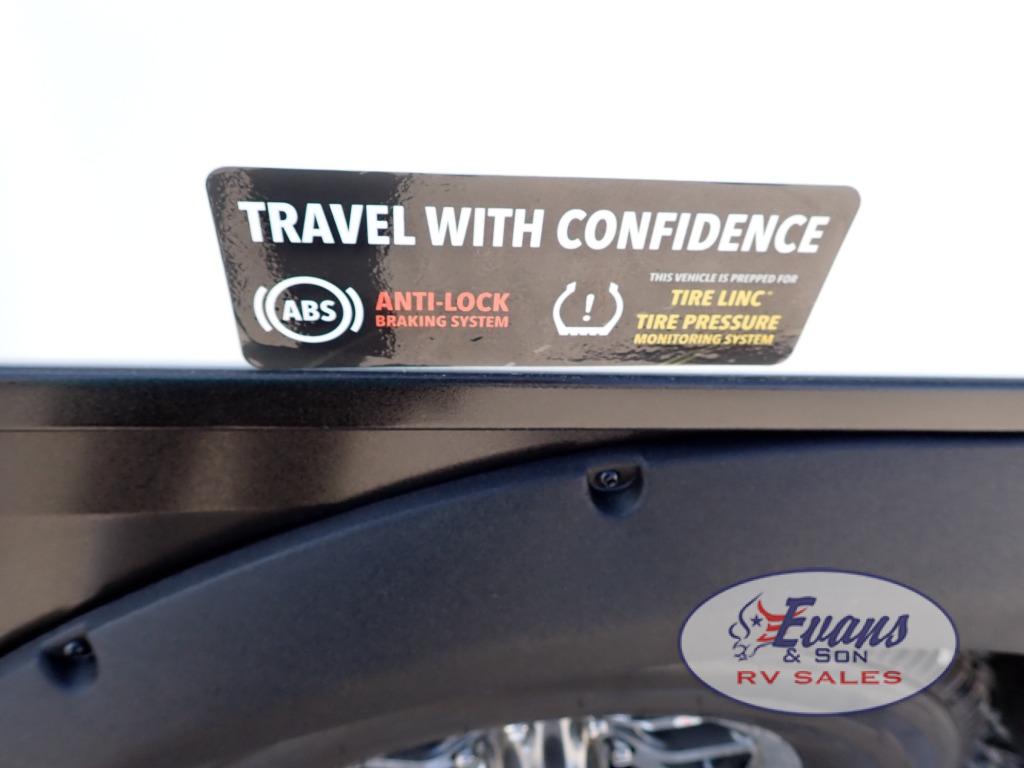 TRAVEL WITH CONFIDENCE
ABS
ANTI-LOCK
BRAKING SYSTEM
!
THIS VEHICLE IS PREPPED FOR
TIRE LINC™
TIRE PRESSURE
MONITORING SYSTEM
Evans
& SON
RV SALES